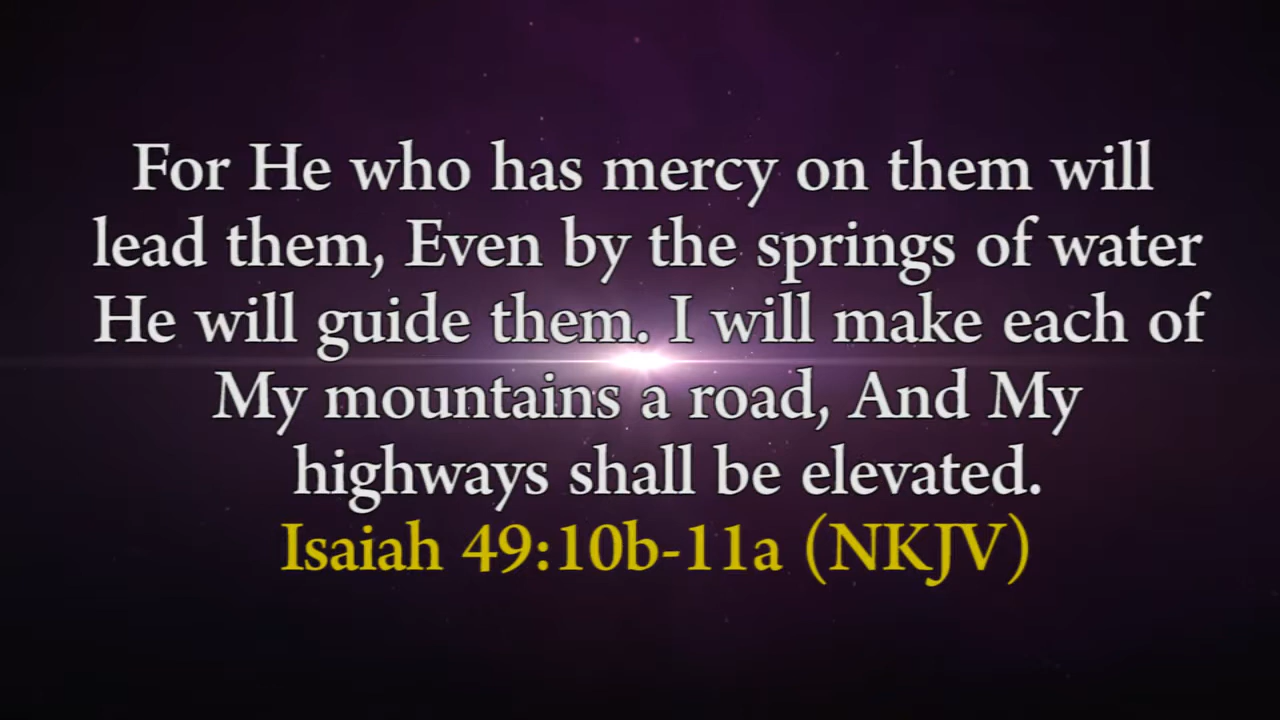 For He who has mercy on them will
lead them, Even by the springs of water
He will guide them. I will make each of
My mountains a road, And My
highways shall be elevated.
Isaiah 49:10b-11a (NKJV)